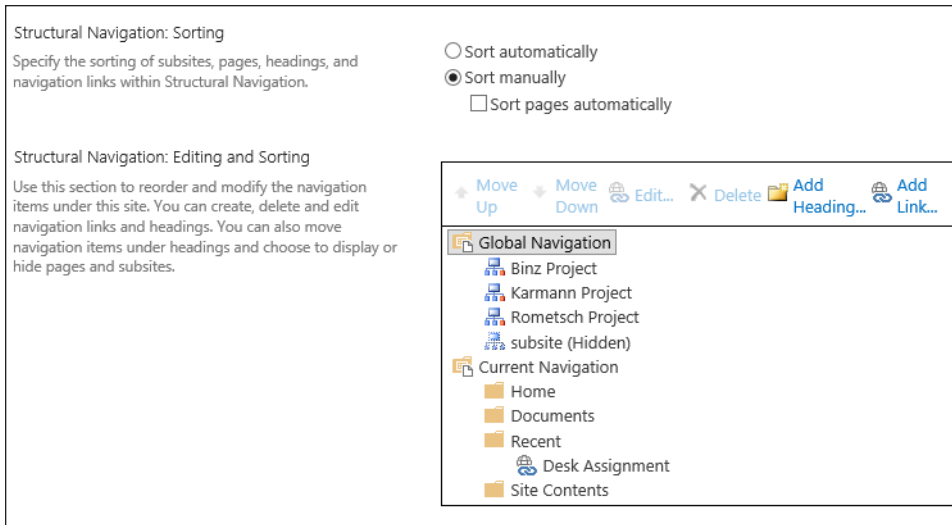 Structural Navigation: Sorting
Specify the sorting of subsites, pages, headings, and
navigation links within Structural Navigation.
Sort automatically
Sort manually
Sort pages automatically
Structural Navigation: Editing and Sorting
Use this section to reorder and modify the navigation
items under this site. You can create, delete and edit
navigation links and headings. You can also move
navigation items under headings and choose to display or
hide pages and subsites.
Move Up
Move Down
Edit...
Delete
Add Heading...
Add Link...
Global Navigation
Binz Project
Karmann Project
Rometsch Project
subsite (Hidden)
Current Navigation
Home
Documents
Recent
Desk Assignment
Site Contents